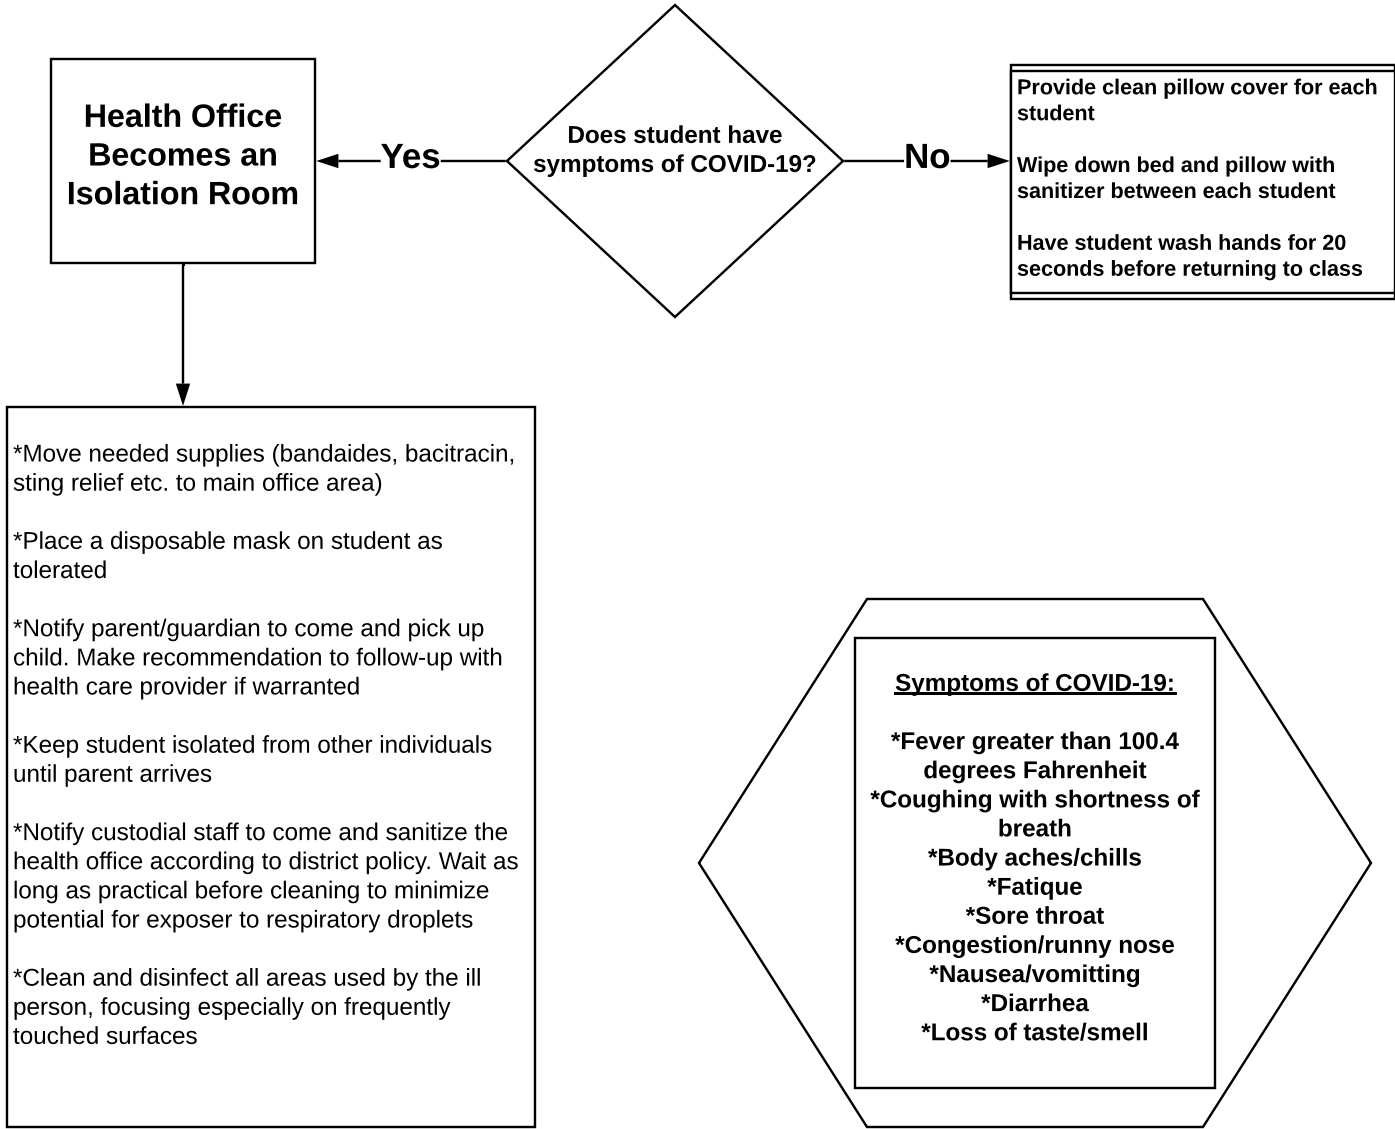 Health Office
Becomes an
Isolation Room
Yes
Does student have
symptoms of COVID-19?
No
Provide clean pillow cover for each
student
Wipe down bed and pillow with
sanitizer between each student
Have student wash hands for 20
seconds before returning to class
*Move needed supplies (bandaides, bacitracin,
sting relief etc. to main office area)
*Place a disposable mask on student as
tolerated
*Notify parent/guardian to come and pick up
child. Make recommendation to follow-up with
health care provider if warranted
*Keep student isolated from other individuals
until parent arrives
*Notify custodial staff to come and sanitize the
health office according to district policy. Wait as
long as practical before cleaning to minimize
potential for exposer to respiratory droplets
*Clean and disinfect all areas used by the ill
person, focusing especially on frequently
touched surfaces
Symptoms of COVID-19:
*Fever greater than 100.4
degrees Fahrenheit
*Coughing with shortness of
breath
*Body aches/chills
*Fatique
*Sore throat
*Congestion/runny nose
*Nausea/vomitting
*Diarrhea
*Loss of taste/smell